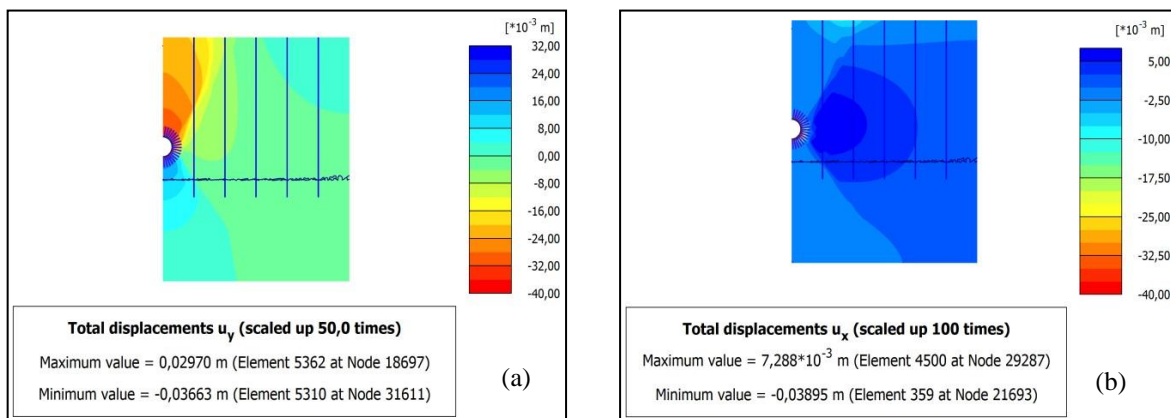 [*10⁻³ m]
32,00
24,00
16,00
8,00
0,00
-8,00
-16,00
-24,00
-32,00
-40,00
Total displacements uy (scaled up 50,0 times)
Maximum value = 0,02970 m (Element 5362 at Node 18697)
Minimum value = -0,03663 m (Element 5310 at Node 31611)
(a)
[*10⁻³ m]
5,00
-2,50
-10,00
-17,50
-25,00
-32,50
-40,00
Total displacements ux (scaled up 100 times)
Maximum value = 7,288*10⁻³ m (Element 4500 at Node 29287)
Minimum value = -0,03895 m (Element 359 at Node 21693)
(b)